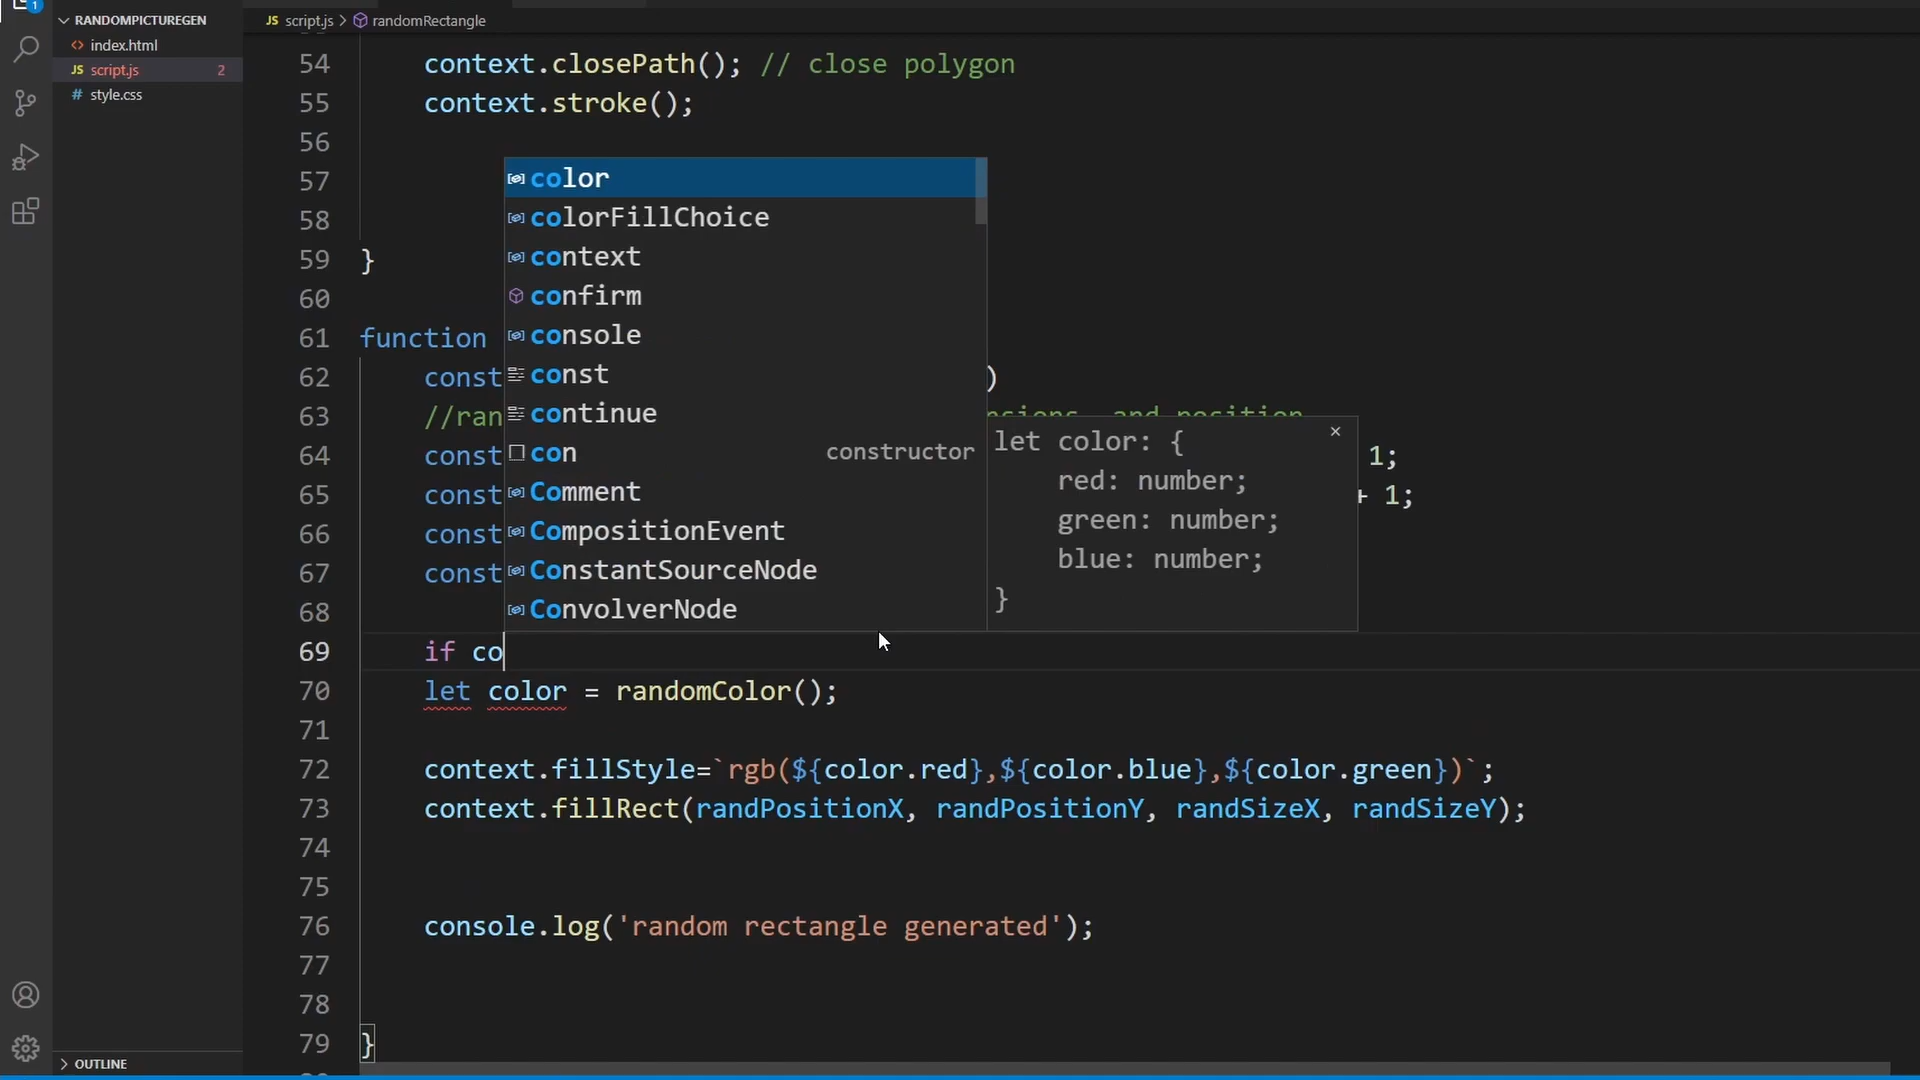 1
RANDOMPICTUREGEN
index.html
JS script.js 2
# style.css
OUTLINE
JS script.js > randomRectangle
54 context.closePath(); // close polygon
55 context.stroke();
56
57
58
59 }
60
61 function
62 const )
63 //ran and position
64 const 1;
65 const + 1;
66 const
67 const
68
69 if co
70 let color = randomColor();
71
72 context.fillStyle=`rgb(${color.red},${color.blue},${color.green})`;
73 context.fillRect(randPositionX, randPositionY, randSizeX, randSizeY);
74
75
76 console.log('random rectangle generated');
77
78
79 }
color
colorFillChoice
context
confirm
console
const
continue
con constructor
Comment
CompositionEvent
ConstantSourceNode
ConvolverNode
let color: {
red: number;
green: number;
blue: number;
}